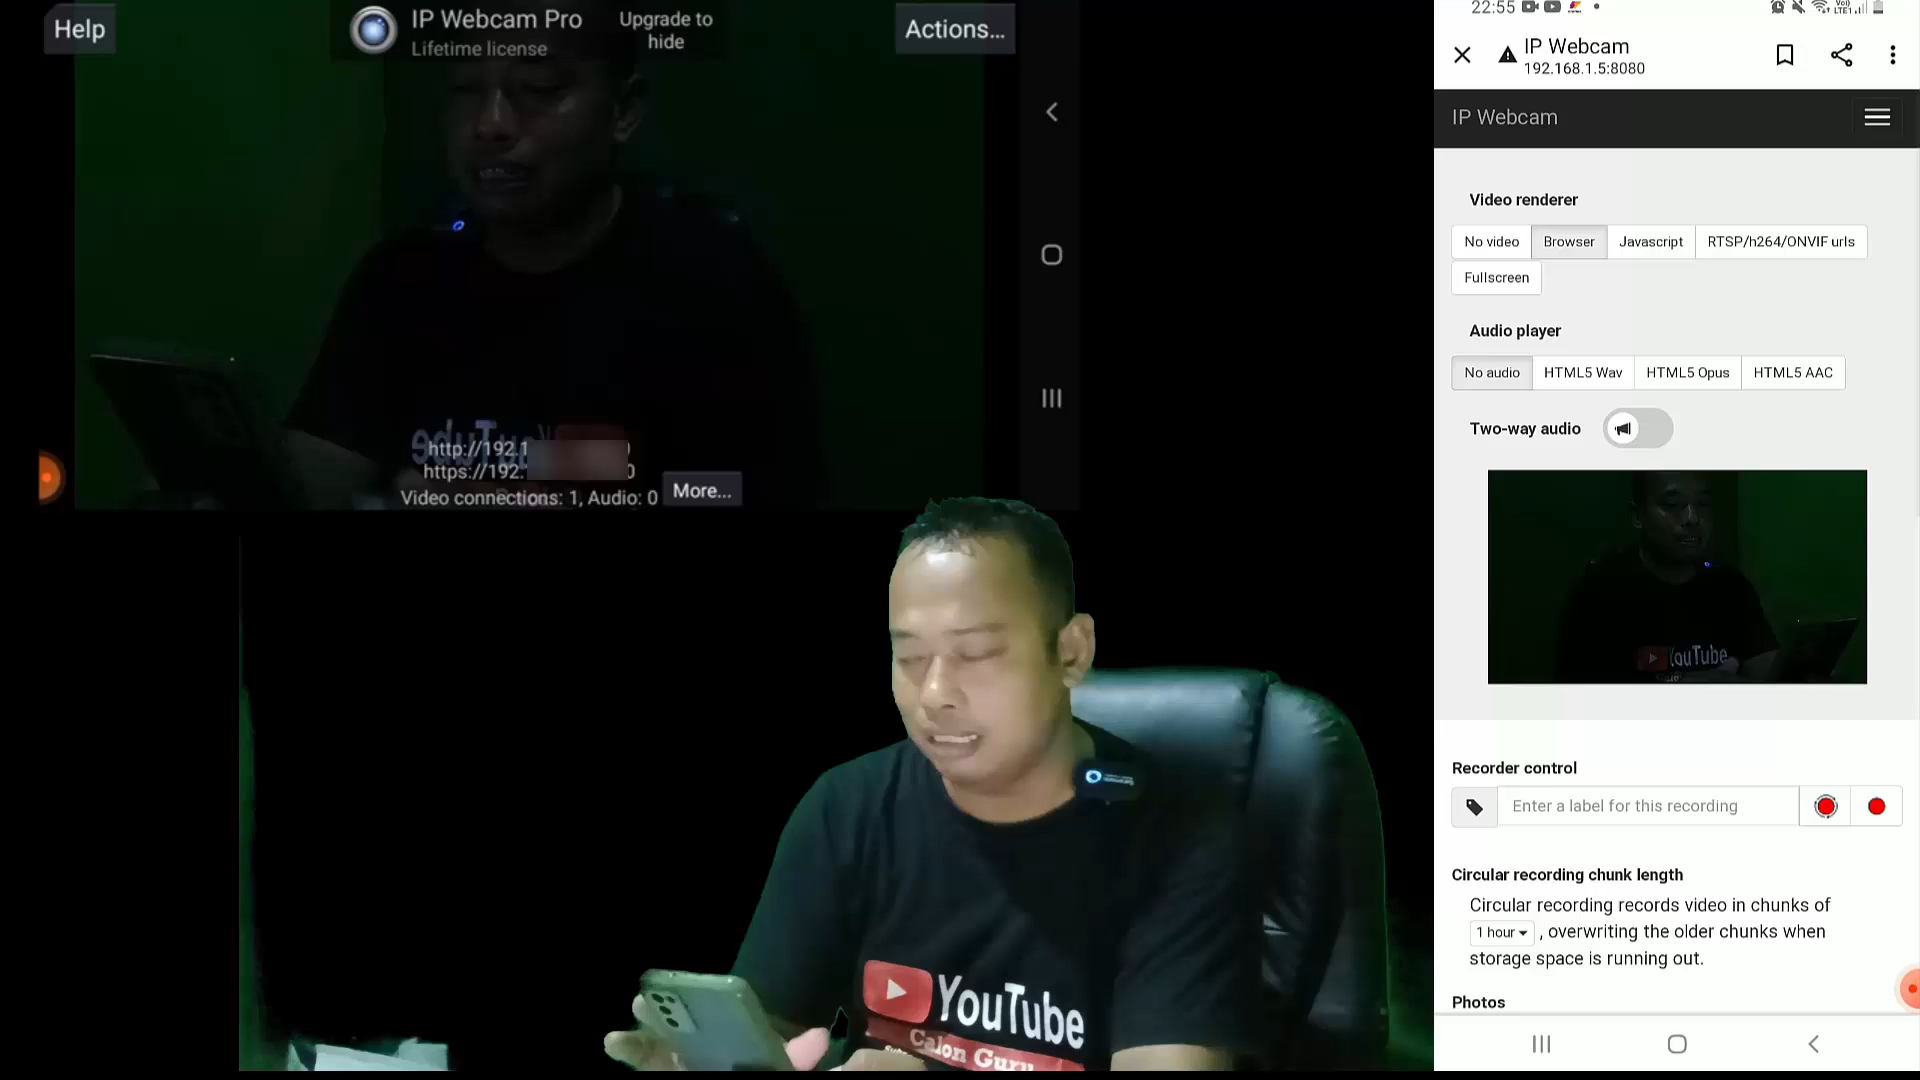 Help
IP Webcam Pro
Lifetime license
Upgrade to
hide
Actions...
http://192.1
https://192.
Video connections: 1, Audio: 0
More...
YouTube
Calon Guru
22:55
IP Webcam
192.168.1.5:8080
IP Webcam
Video renderer
No video
Browser
Javascript
RTSP/h264/ONVIF urls
Fullscreen
Audio player
No audio
HTML5 Wav
HTML5 Opus
HTML5 AAC
Two-way audio
YouTube
Recorder control
Enter a label for this recording
Circular recording chunk length
Circular recording records video in chunks of
1 hour , overwriting the older chunks when
storage space is running out.
Photos